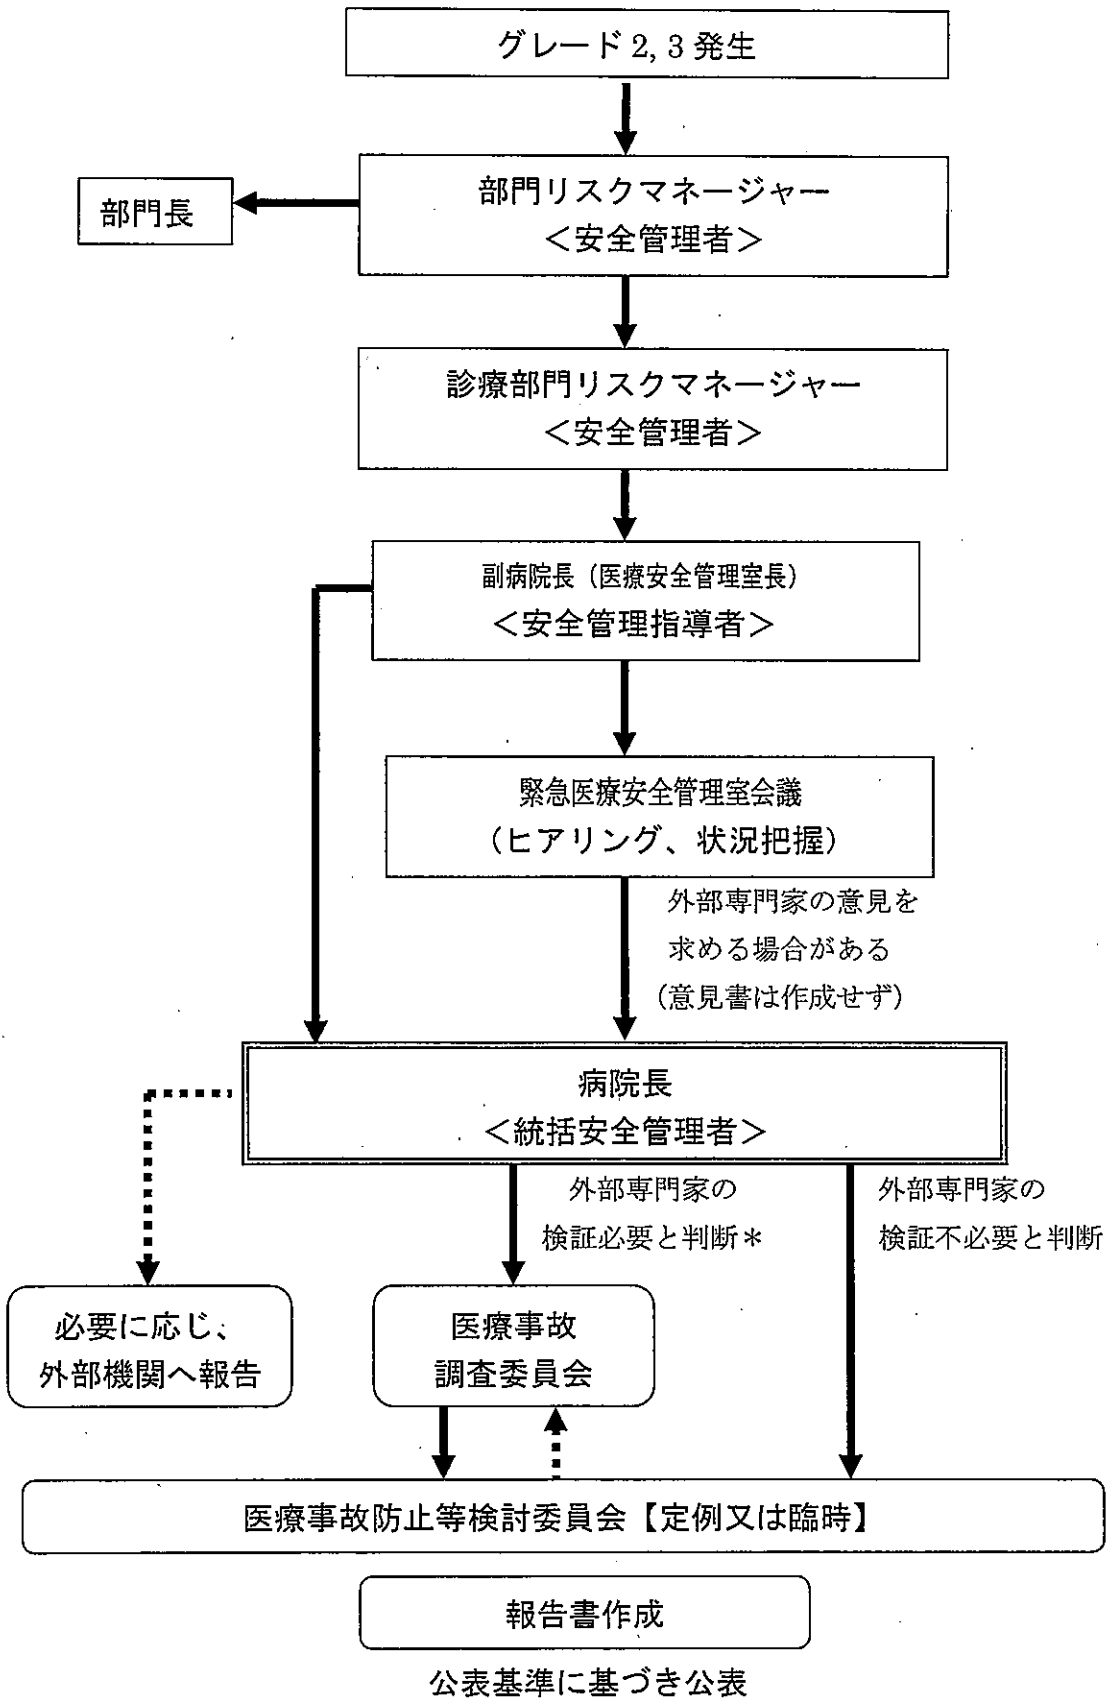 グレード 2, 3 発生
部門リスクマネージャー
＜安全管理者＞
部門長
診療部門リスクマネージャー
＜安全管理者＞
副病院長（医療安全管理室長）
＜安全管理指導者＞
緊急医療安全管理室会議
（ヒアリング、状況把握）
外部専門家の意見を
求める場合がある
（意見書は作成せず）
病院長
＜統括安全管理者＞
外部専門家の
検証必要と判断＊
外部専門家の
検証不必要と判断
必要に応じ、
外部機関へ報告
医療事故
調査委員会
医療事故防止等検討委員会【定例又は臨時】
報告書作成
公表基準に基づき公表